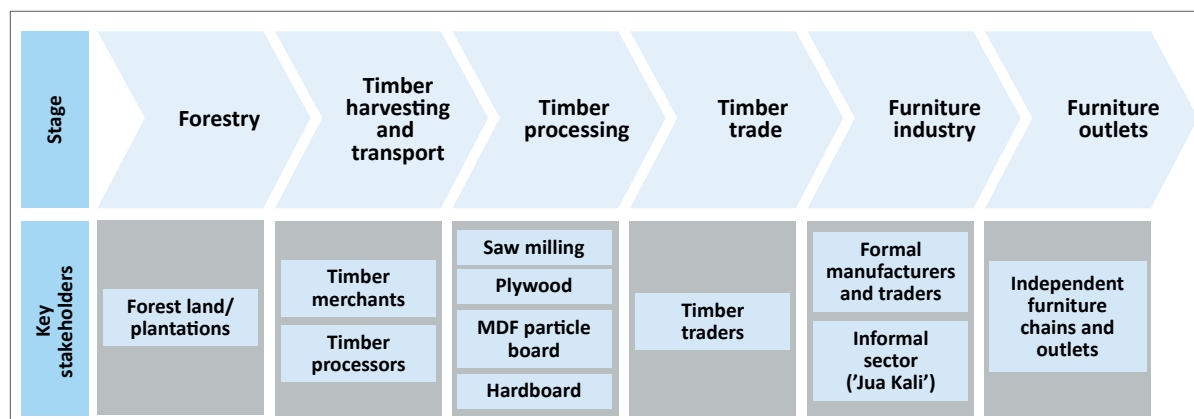 Stage
Forestry
Timber
harvesting
and
transport
Timber
processing
Timber
trade
Furniture
industry
Furniture
outlets
Key
stakeholders
Forest land/
plantations
Timber
merchants
Timber
processors
Saw milling
Plywood
MDF particle
board
Hardboard
Timber
traders
Formal
manufacturers
and traders
Informal
sector
('Jua Kali')
Independent
furniture
chains and
outlets